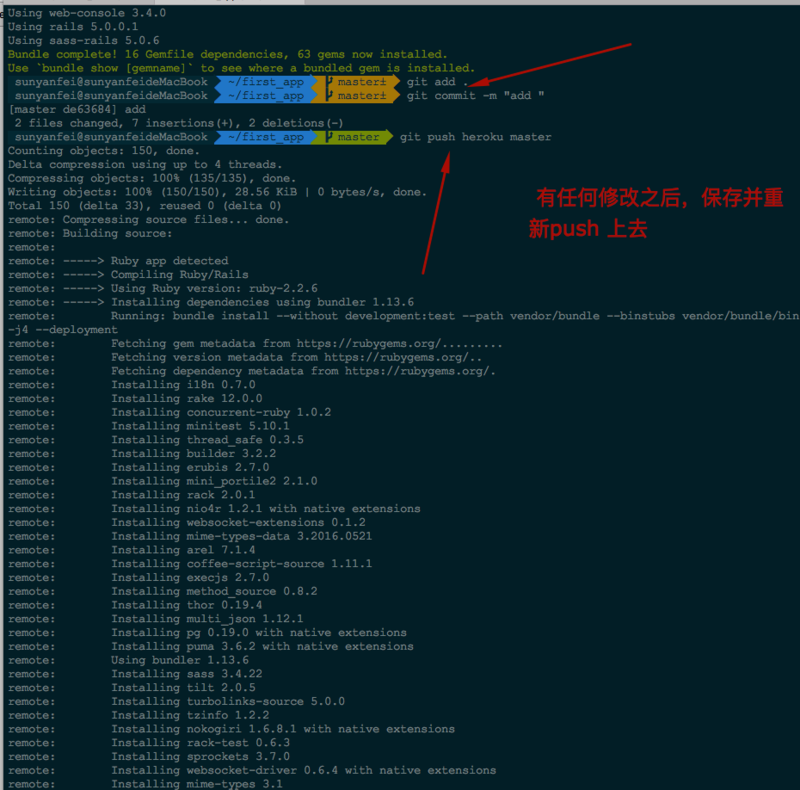 Using web-console 3.4.0
Using rails 5.0.0.1
Using sass-rails 5.0.6
Bundle complete! 16 Gemfile dependencies, 63 gems now installed.
Use `bundle show [gemname]` to see where a bundled gem is installed.
sunyanfei@sunyanfeideMacBook ~/first_app master± git add .
sunyanfei@sunyanfeideMacBook ~/first_app master± git commit -m "add "
[master de63684] add
2 files changed, 7 insertions(+), 2 deletions(-)
sunyanfei@sunyanfeideMacBook ~/first_app master git push heroku master
Counting objects: 150, done.
Delta compression using up to 4 threads.
Compressing objects: 100% (135/135), done.
Writing objects: 100% (150/150), 28.56 KiB | 0 bytes/s, done.
Total 150 (delta 33), reused 0 (delta 0)
有任何修改之后，保存并重
新push 上去
remote: Compressing source files... done.
remote: Building source:
remote:
remote: -----> Ruby app detected
remote: -----> Compiling Ruby/Rails
remote: -----> Using Ruby version: ruby-2.2.6
remote: -----> Installing dependencies using bundler 1.13.6
remote: Running: bundle install --without development:test --path vendor/bundle --binstubs vendor/bundle/bin
-j4 --deployment
remote: Fetching gem metadata from https://rubygems.org/.........
remote: Fetching version metadata from https://rubygems.org/..
remote: Fetching dependency metadata from https://rubygems.org/.
remote: Installing i18n 0.7.0
remote: Installing rake 12.0.0
remote: Installing concurrent-ruby 1.0.2
remote: Installing minitest 5.10.1
remote: Installing thread_safe 0.3.5
remote: Installing builder 3.2.2
remote: Installing erubis 2.7.0
remote: Installing mini_portile2 2.1.0
remote: Installing rack 2.0.1
remote: Installing nio4r 1.2.1 with native extensions
remote: Installing websocket-extensions 0.1.2
remote: Installing mime-types-data 3.2016.0521
remote: Installing arel 7.1.4
remote: Installing coffee-script-source 1.11.1
remote: Installing execjs 2.7.0
remote: Installing method_source 0.8.2
remote: Installing thor 0.19.4
remote: Installing multi_json 1.12.1
remote: Installing pg 0.19.0 with native extensions
remote: Installing puma 3.6.2 with native extensions
remote: Using bundler 1.13.6
remote: Installing sass 3.4.22
remote: Installing tilt 2.0.5
remote: Installing turbolinks-source 5.0.0
remote: Installing tzinfo 1.2.2
remote: Installing nokogiri 1.6.8.1 with native extensions
remote: Installing rack-test 0.6.3
remote: Installing sprockets 3.7.0
remote: Installing websocket-driver 0.6.4 with native extensions
remote: Installing mime-types 3.1